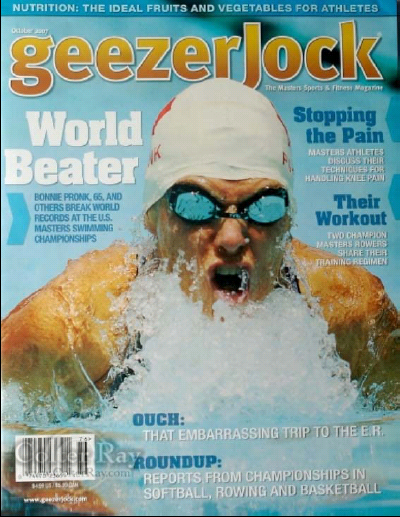 NUTRITION: THE IDEAL FRUITS AND VEGETABLES FOR ATHLETES
October 2007
geezerJock
The Masters Sports & Fitness Magazine
World
Beater
BONNIE PRONK, 65, AND
OTHERS BREAK WORLD
RECORDS AT THE U.S.
MASTERS SWIMMING
CHAMPIONSHIPS
Stopping
the Pain
MASTERS ATHLETES
DISCUSS THEIR
TECHNIQUES FOR
HANDLING KNEE PAIN
Their
Workout
TWO CHAMPION
MASTERS ROWERS
SHARE THEIR
TRAINING REGIMEN
OUCH:
THAT EMBARRASSING TRIP TO THE E.R.
ROUNDUP:
REPORTS FROM CHAMPIONSHIPS IN
SOFTBALL, ROWING AND BASKETBALL
Ray
Ray.com
www.geezerjock.com